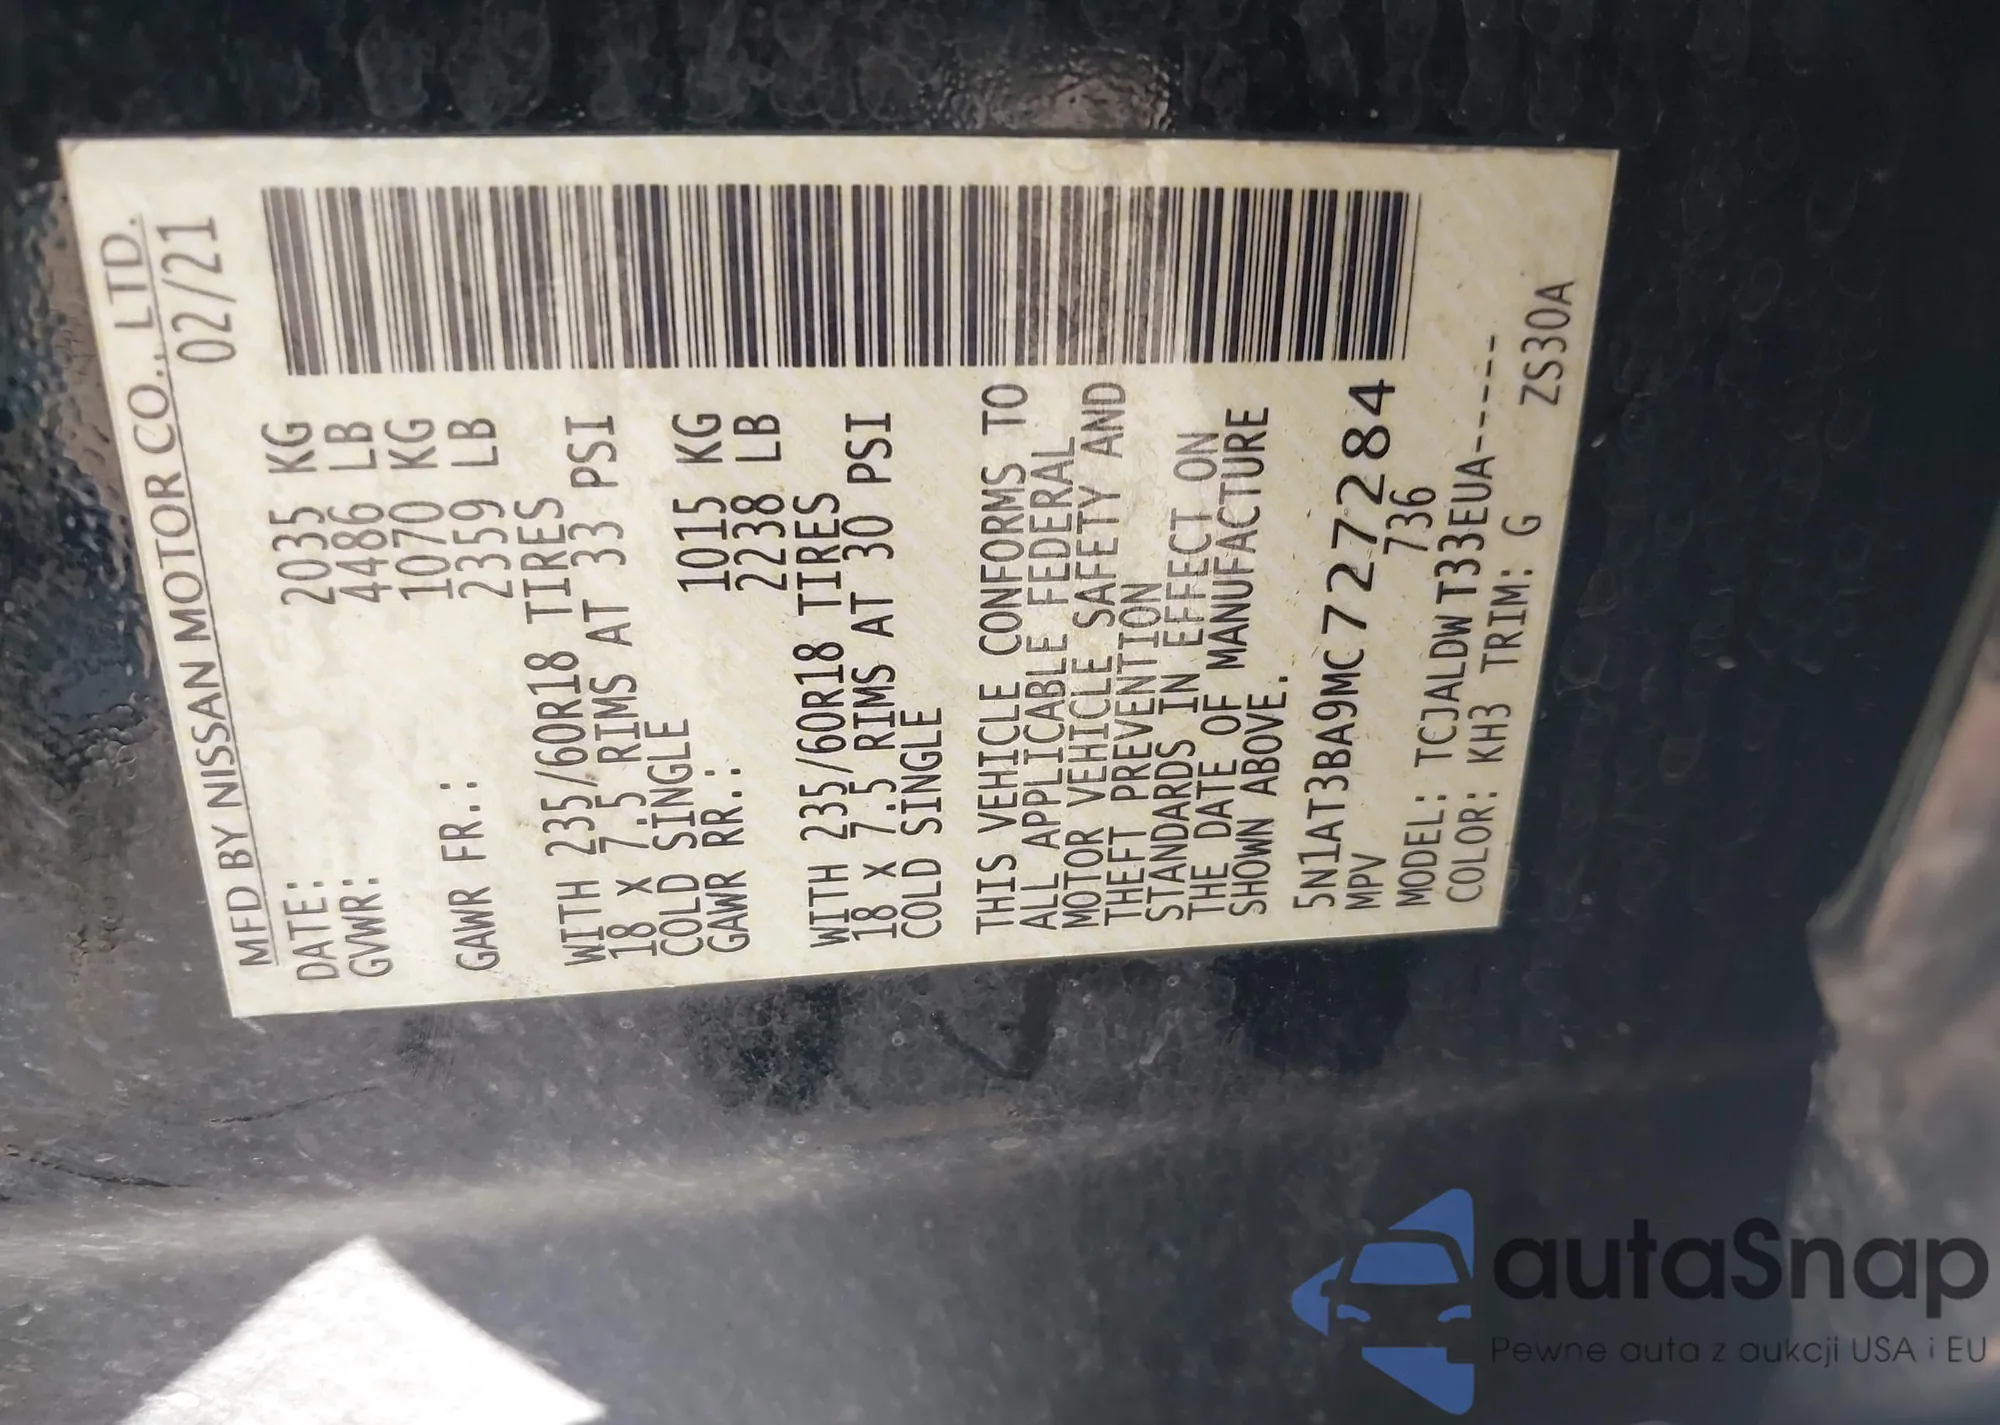 MFD BY NISSAN MOTOR CO., LTD.
DATE: 02/21
GVWR: 2035 KG
4486 LB
GAWR FR.: 1070 KG
2359 LB
WITH 235/60R18 TIRES
18 X 7.5 RIMS AT 33 PSI
COLD SINGLE
GAWR RR.: 1015 KG
2238 LB
WITH 235/60R18 TIRES
18 X 7.5 RIMS AT 30 PSI
COLD SINGLE
THIS VEHICLE CONFORMS TO
ALL APPLICABLE FEDERAL
MOTOR VEHICLE SAFETY AND
THEFT PREVENTION
STANDARDS IN EFFECT ON
THE DATE OF MANUFACTURE
SHOWN ABOVE.
5N1AT3BA9MC727284
MPV 736
MODEL: TCJALDWT33EUA-----
COLOR: KH3 TRIM: G ZS30A
autaSnap
Pewne auta z aukcji USA i EU